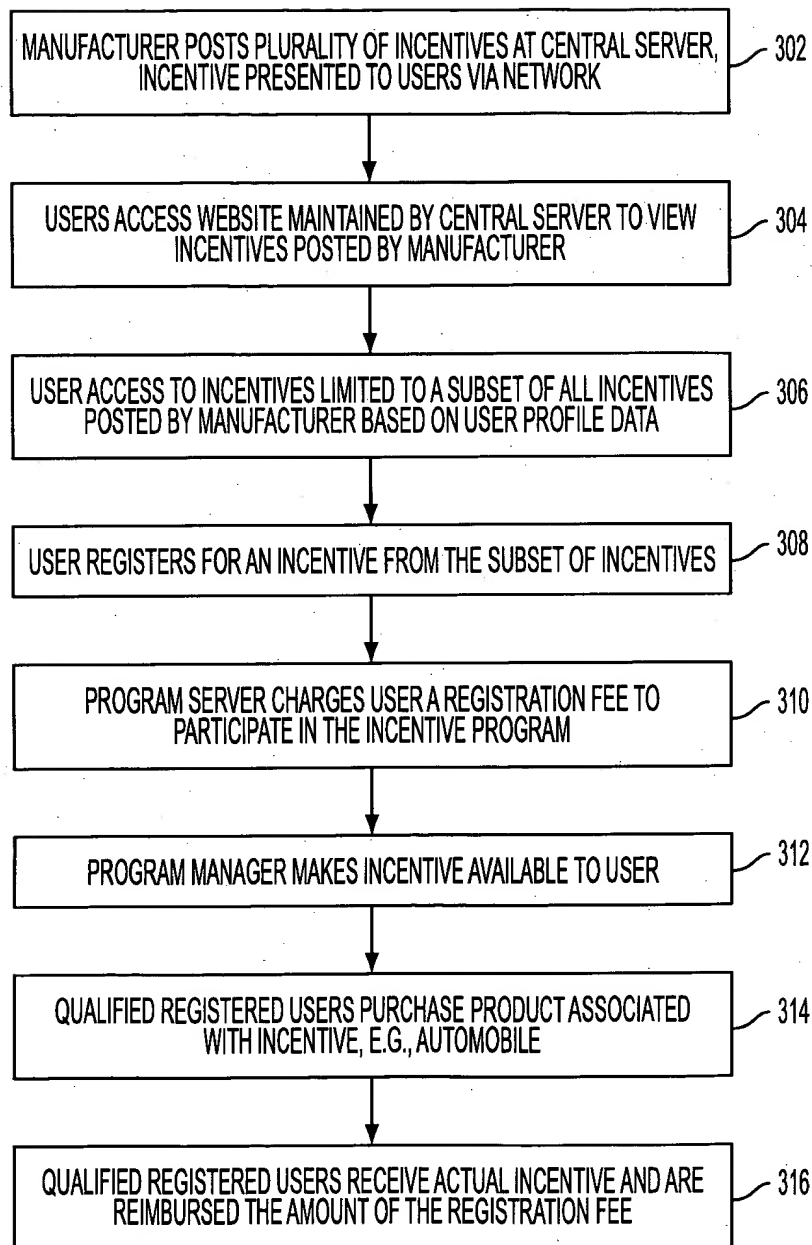 MANUFACTURER POSTS PLURALITY OF INCENTIVES AT CENTRAL SERVER,
INCENTIVE PRESENTED TO USERS VIA NETWORK
302
USERS ACCESS WEBSITE MAINTAINED BY CENTRAL SERVER TO VIEW
INCENTIVES POSTED BY MANUFACTURER
304
USER ACCESS TO INCENTIVES LIMITED TO A SUBSET OF ALL INCENTIVES
POSTED BY MANUFACTURER BASED ON USER PROFILE DATA
306
USER REGISTERS FOR AN INCENTIVE FROM THE SUBSET OF INCENTIVES
308
PROGRAM SERVER CHARGES USER A REGISTRATION FEE TO
PARTICIPATE IN THE INCENTIVE PROGRAM
310
PROGRAM MANAGER MAKES INCENTIVE AVAILABLE TO USER
312
QUALIFIED REGISTERED USERS PURCHASE PRODUCT ASSOCIATED
WITH INCENTIVE, E.G., AUTOMOBILE
314
QUALIFIED REGISTERED USERS RECEIVE ACTUAL INCENTIVE AND ARE
REIMBURSED THE AMOUNT OF THE REGISTRATION FEE
316